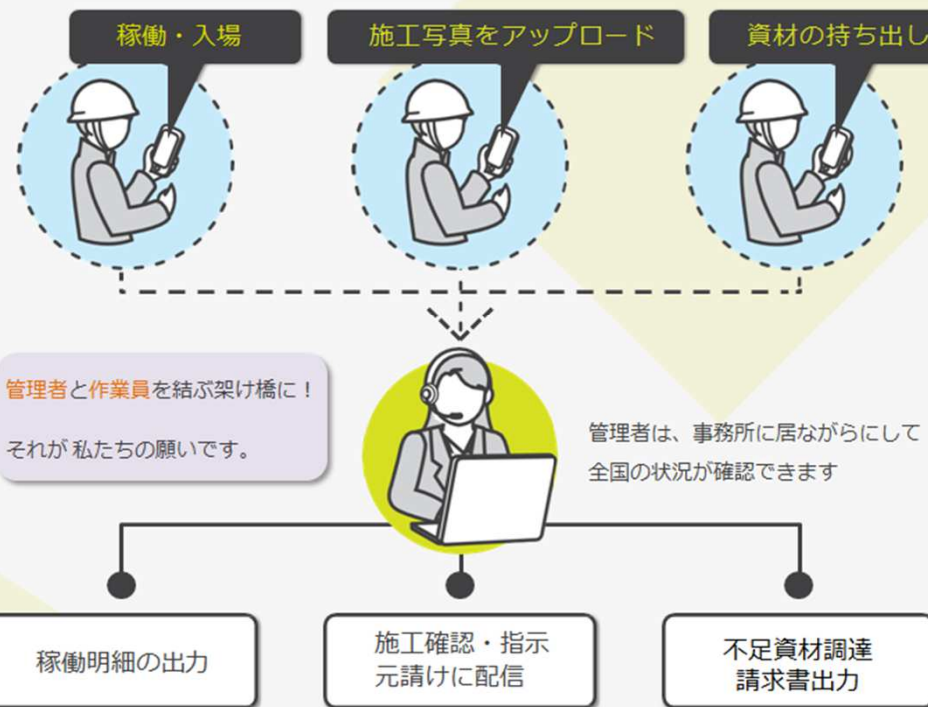 稼働・入場
施工写真をアップロード
資材の持ち出し
管理者と作業員を結ぶ架け橋に！
それが私たちの願いです。
管理者は、事務所に居ながらにして
全国の状況が確認できます
稼働明細の出力
施工確認・指示
元請けに配信
不足資材調達
請求書出力